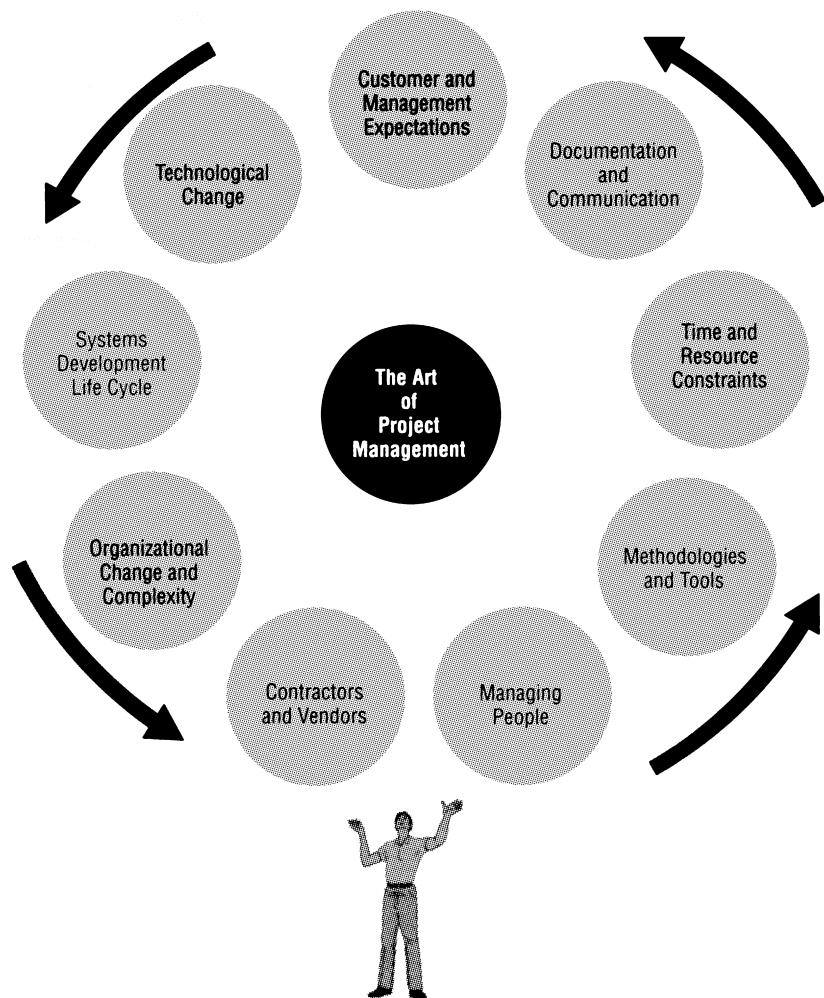 Customer and
Management
Expectations
Documentation
and
Communication
Technological
Change
Time and
Resource
Constraints
Systems
Development
Life Cycle
The Art
of
Project
Management
Organizational
Change and
Complexity
Methodologies
and Tools
Contractors
and Vendors
Managing
People